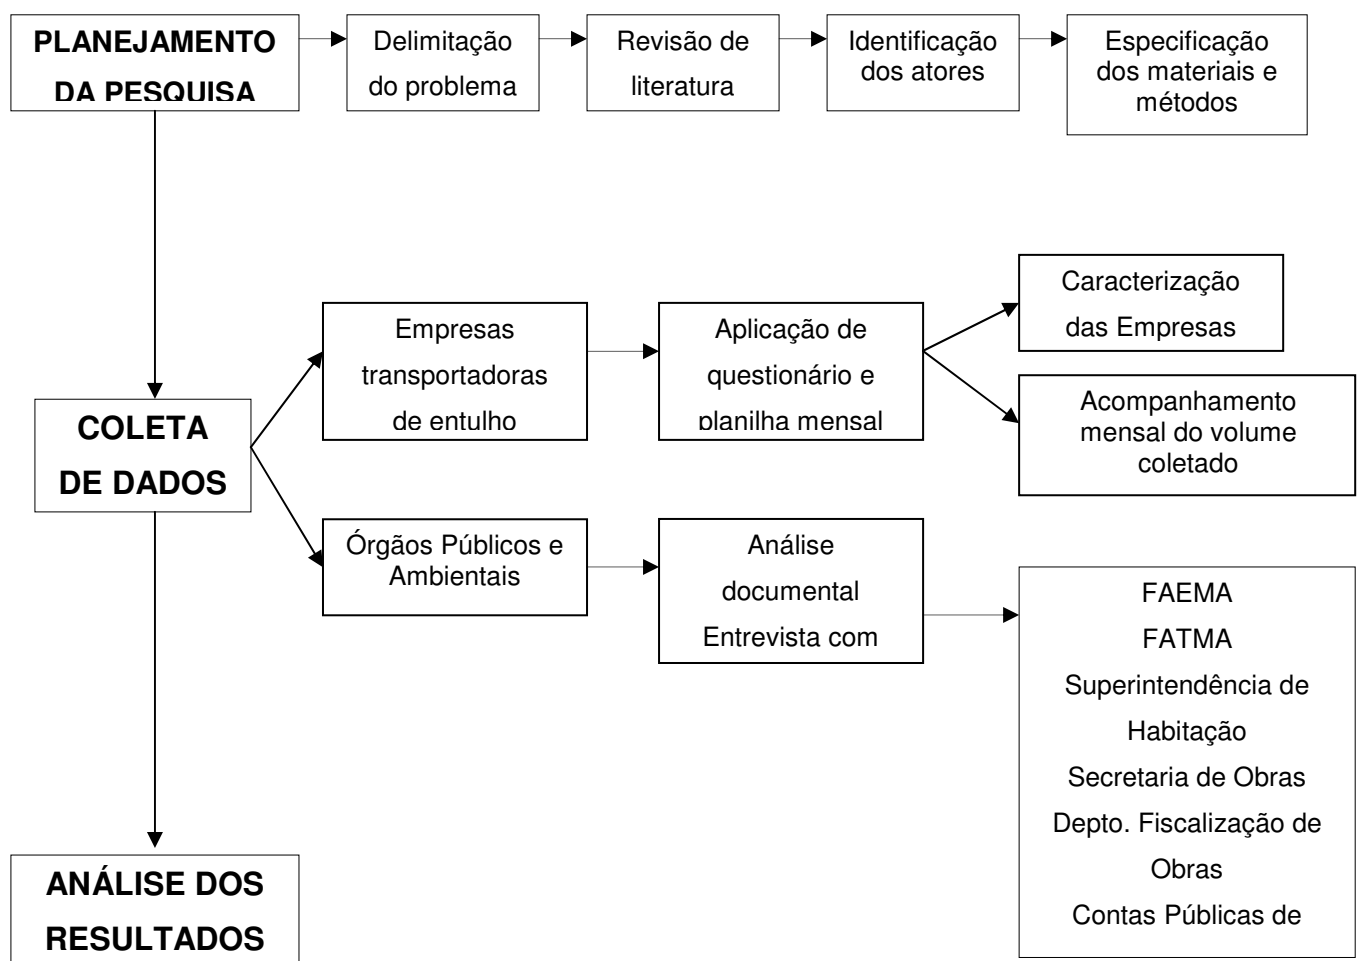 PLANEJAMENTO
DA PESQUISA
Delimitação
do problema
Revisão de
literatura
Identificação
dos atores
Especificação
dos materiais e
métodos
COLETA
DE DADOS
Empresas
transportadoras
de entulho
Aplicação de
questionário e
planilha mensal
Caracterização
das Empresas
Acompanhamento
mensal do volume
coletado
Órgãos Públicos e
Ambientais
Análise
documental
Entrevista com
FAEMA
FATMA
Superintendência de
Habitação
Secretaria de Obras
Depto. Fiscalização de
Obras
Contas Públicas de
ANÁLISE DOS
RESULTADOS